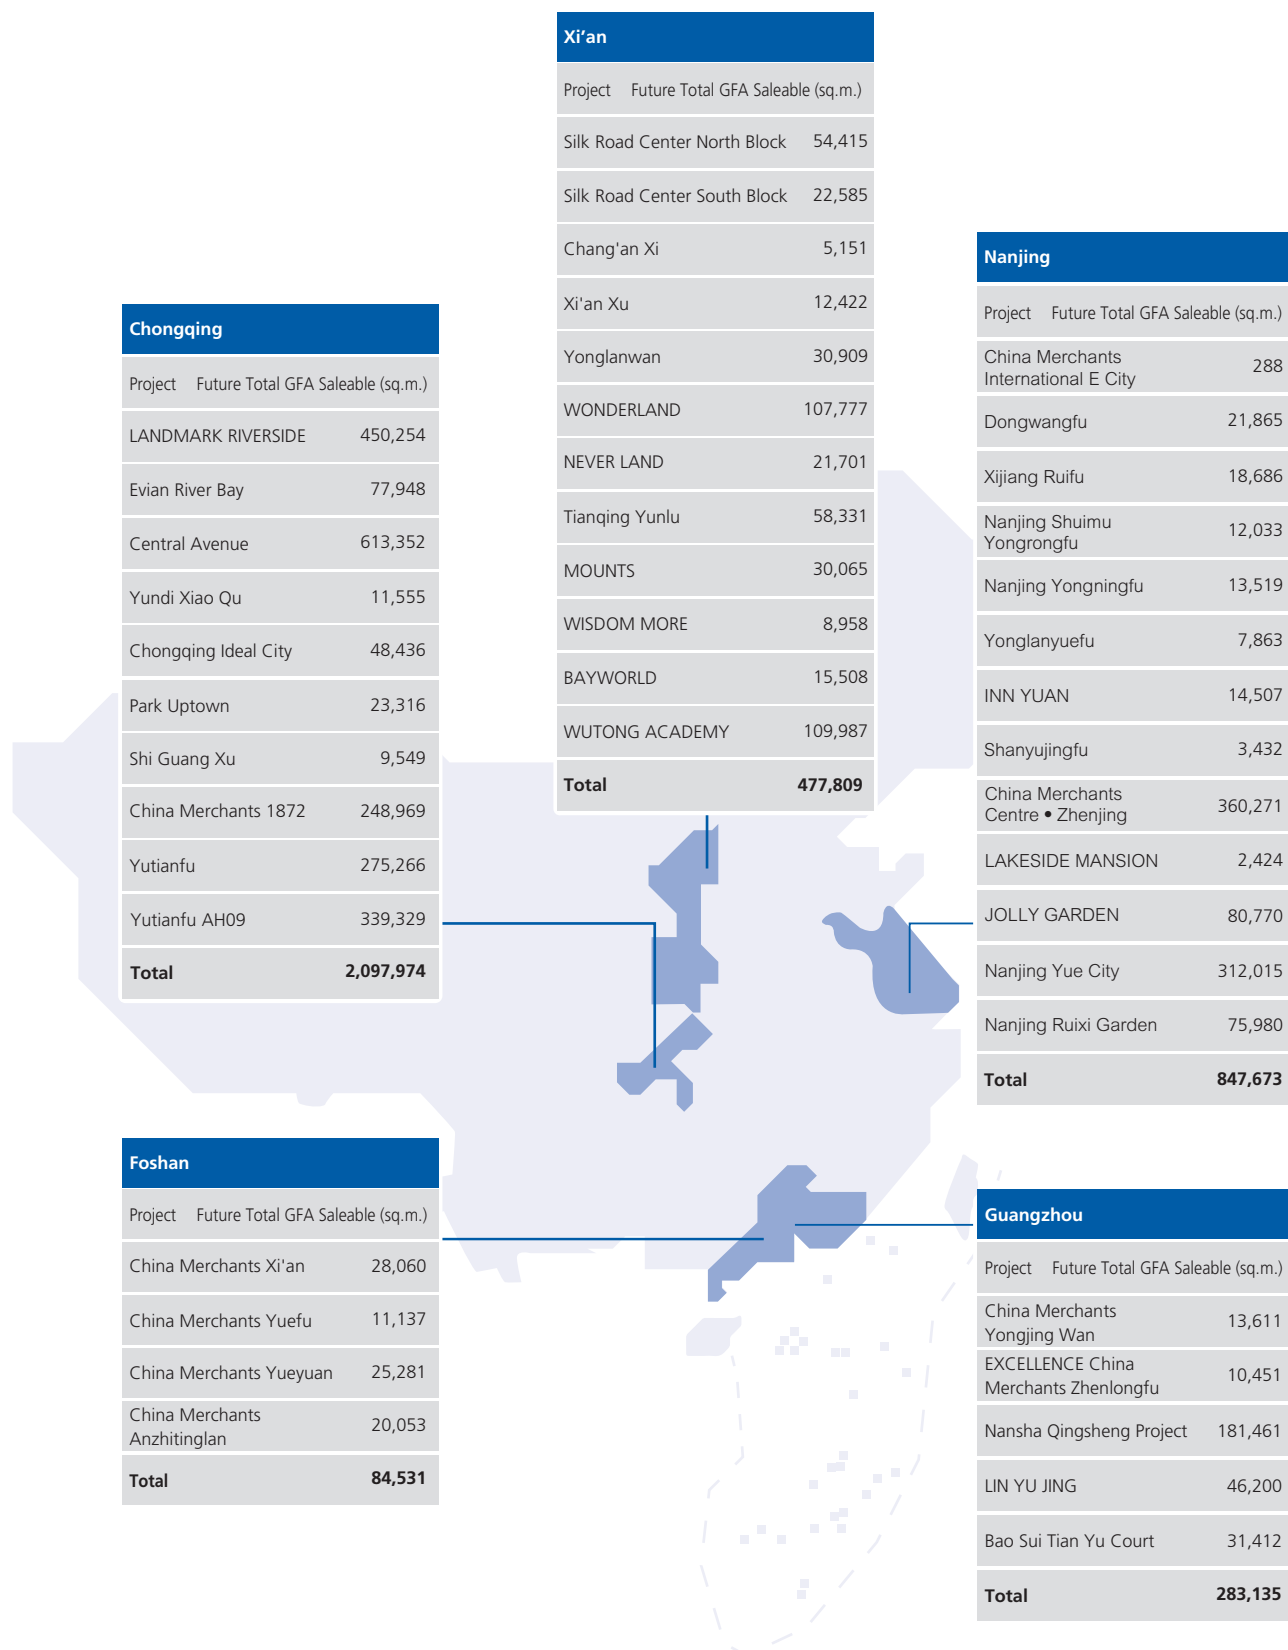 Xi’an
Project Future Total GFA Saleable (sq.m.)
Silk Road Center North Block 54,415
Silk Road Center South Block 22,585
Chang'an Xi 5,151
Xi'an Xu 12,422
Yonglanwan 30,909
WONDERLAND 107,777
NEVER LAND 21,701
Tianqing Yunlu 58,331
MOUNTS 30,065
WISDOM MORE 8,958
BAYWORLD 15,508
WUTONG ACADEMY 109,987
Total 477,809
Chongqing
Project Future Total GFA Saleable (sq.m.)
LANDMARK RIVERSIDE 450,254
Evian River Bay 77,948
Central Avenue 613,352
Yundi Xiao Qu 11,555
Chongqing Ideal City 48,436
Park Uptown 23,316
Shi Guang Xu 9,549
China Merchants 1872 248,969
Yutianfu 275,266
Yutianfu AH09 339,329
Total 2,097,974
Nanjing
Project Future Total GFA Saleable (sq.m.)
China Merchants
International E City 288
Dongwangfu 21,865
Xijiang Ruifu 18,686
Nanjing Shuimu
Yongrongfu 12,033
Nanjing Yongningfu 13,519
Yonglanyuefu 7,863
INN YUAN 14,507
Shanyujingfu 3,432
China Merchants
Centre • Zhenjing 360,271
LAKESIDE MANSION 2,424
JOLLY GARDEN 80,770
Nanjing Yue City 312,015
Nanjing Ruixi Garden 75,980
Total 847,673
Foshan
Project Future Total GFA Saleable (sq.m.)
China Merchants Xi'an 28,060
China Merchants Yuefu 11,137
China Merchants Yueyuan 25,281
China Merchants
Anzhitinglan 20,053
Total 84,531
Guangzhou
Project Future Total GFA Saleable (sq.m.)
China Merchants
Yongjing Wan 13,611
EXCELLENCE China
Merchants Zhenlongfu 10,451
Nansha Qingsheng Project 181,461
LIN YU JING 46,200
Bao Sui Tian Yu Court 31,412
Total 283,135